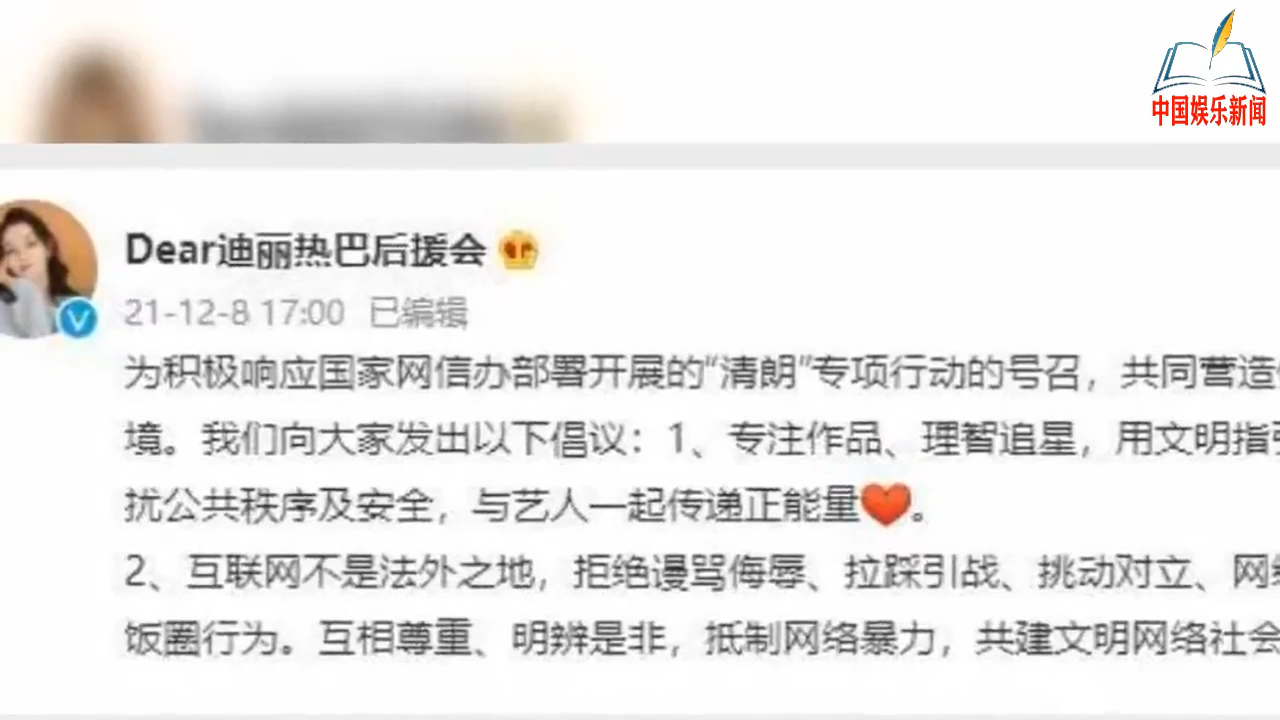 中国娱乐新闻
Dear迪丽热巴后援会
21-12-8 17:00 已编辑
为积极响应国家网信办部署开展的“清朗”专项行动的号召，共同营造
境。我们向大家发出以下倡议：1、专注作品、理智追星，用文明指
扰公共秩序及安全，与艺人一起传递正能量❤。
2、互联网不是法外之地，拒绝谩骂侮辱、拉踩引战、挑动对立、网
饭圈行为。互相尊重、明辨是非，抵制网络暴力，共建文明网络社会